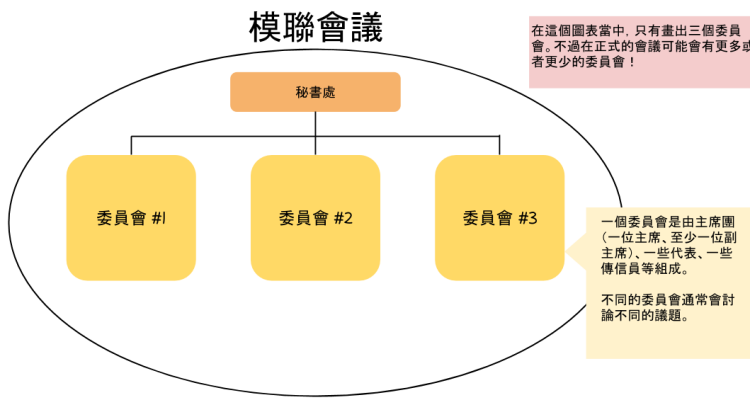 模聯會議
在這個圖表當中，只有畫出三個委員
會。不過在正式的會議可能會有更多或
者更少的委員會！
秘書處
委員會 #1
委員會 #2
委員會 #3
一個委員會是由主席團
（一位主席、至少一位副
主席）、一些代表、一些
傳信員等組成。
不同的委員會通常會討
論不同的議題。